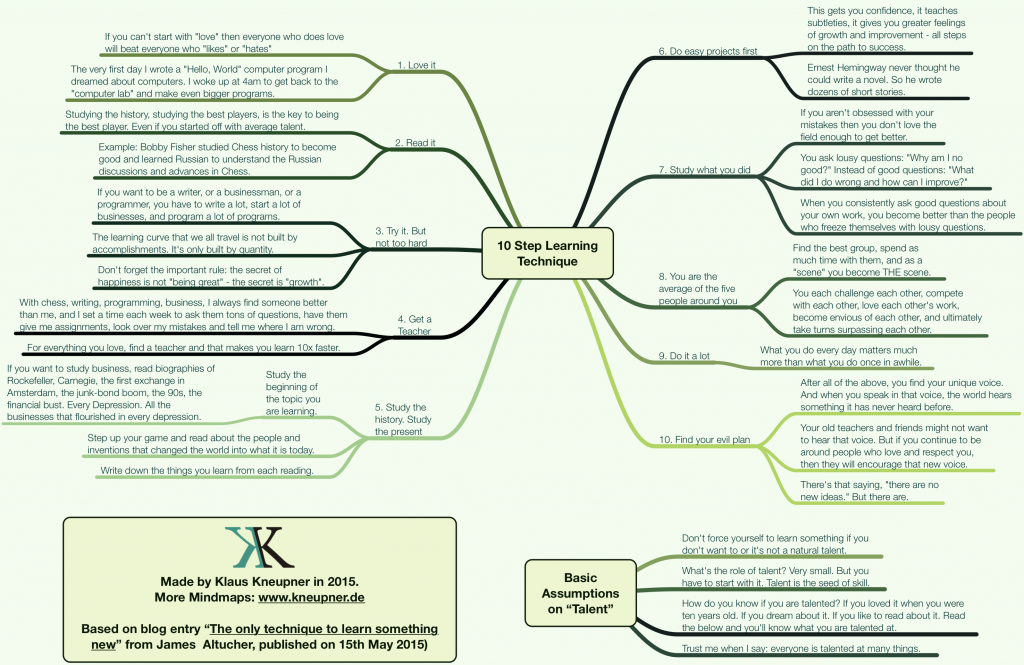 If you can't start with "love" then everyone who does love
will beat everyone who "likes" or "hates"
The very first day I wrote a "Hello, World" computer program I
dreamed about computers. I woke up at 4am to get back to the
"computer lab" and make even bigger programs.
1. Love it
Studying the history, studying the best players, is the key to being
the best player. Even if you started off with average talent.
Example: Bobby Fisher studied Chess history to become
good and learned Russian to understand the Russian
discussions and advances in Chess.
2. Read it
If you want to be a writer, or a businessman, or a
programmer, you have to write a lot, start a lot of
businesses, and program a lot of programs.
The learning curve that we all travel is not built by
accomplishments. It's only built by quantity.
Don't forget the important rule: the secret of
happiness is not "being great" - the secret is "growth".
3. Try it. But
not too hard
With chess, writing, programming, business, I always find someone better
than me, and I set a time each week to ask them tons of questions, have them
give me assignments, look over my mistakes and tell me where I am wrong.
For everything you love, find a teacher and that makes you learn 10x faster.
4. Get a
Teacher
If you want to study business, read biographies of
Rockefeller, Carnegie, the first exchange in
Amsterdam, the junk-bond boom, the 90s, the
financial bust. Every Depression. All the
businesses that flourished in every depression.
Study the
beginning of
the topic you
are learning.
Step up your game and read about the people and
inventions that changed the world into what it is today.
Write down the things you learn from each reading.
5. Study the
history. Study
the present
10 Step Learning
Technique
6. Do easy projects first
This gets you confidence, it teaches
subtleties, it gives you greater feelings
of growth and improvement - all steps
on the path to success.
Ernest Hemingway never thought he
could write a novel. So he wrote
dozens of short stories.
7. Study what you did
If you aren't obsessed with your
mistakes then you don't love the
field enough to get better.
You ask lousy questions: "Why am I no
good?" Instead of good questions: "What
did I do wrong and how can I improve?"
When you consistently ask good questions about
your own work, you become better than the people
who freeze themselves with lousy questions.
8. You are the
average of the five
people around you
Find the best group, spend as
much time with them, and as a
"scene" you become THE scene.
You each challenge each other, compete
with each other, love each other's work,
become envious of each other, and ultimately
take turns surpassing each other.
9. Do it a lot
What you do every day matters much
more than what you do once in awhile.
10. Find your evil plan
After all of the above, you find your unique voice.
And when you speak in that voice, the world hears
something it has never heard before.
Your old teachers and friends might not want
to hear that voice. But if you continue to be
around people who love and respect you,
then they will encourage that new voice.
There's that saying, "there are no
new ideas." But there are.
KK
Made by Klaus Kneupner in 2015.
More Mindmaps: www.kneupner.de
Based on blog entry “The only technique to learn something
new” from James Altucher, published on 15th May 2015)
Basic
Assumptions
on “Talent”
Don't force yourself to learn something if you
don't want to or it's not a natural talent.
What's the role of talent? Very small. But you
have to start with it. Talent is the seed of skill.
How do you know if you are talented? If you loved it when you were
ten years old. If you dream about it. If you like to read about it. Read
the below and you'll know what you are talented at.
Trust me when I say: everyone is talented at many things.